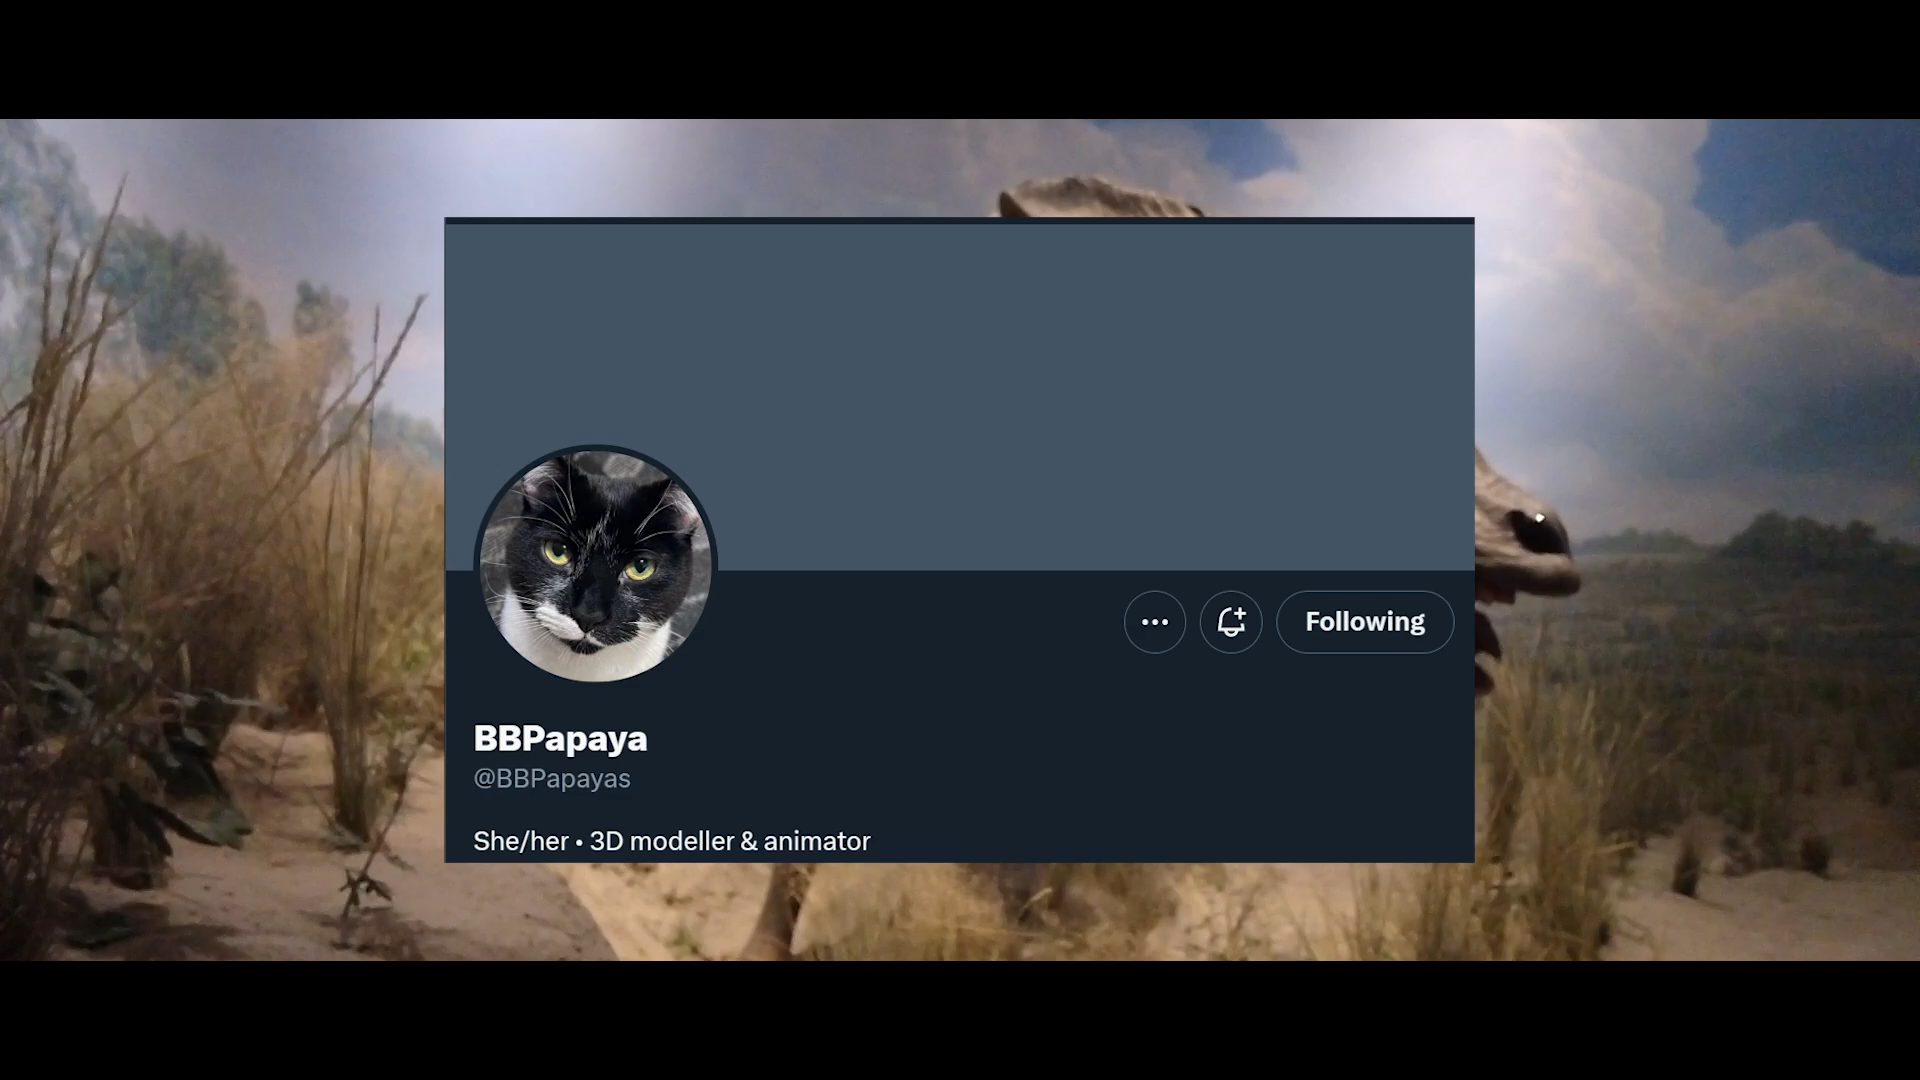 Following
BBPapaya
@BBPapayas
She/her • 3D modeller & animator